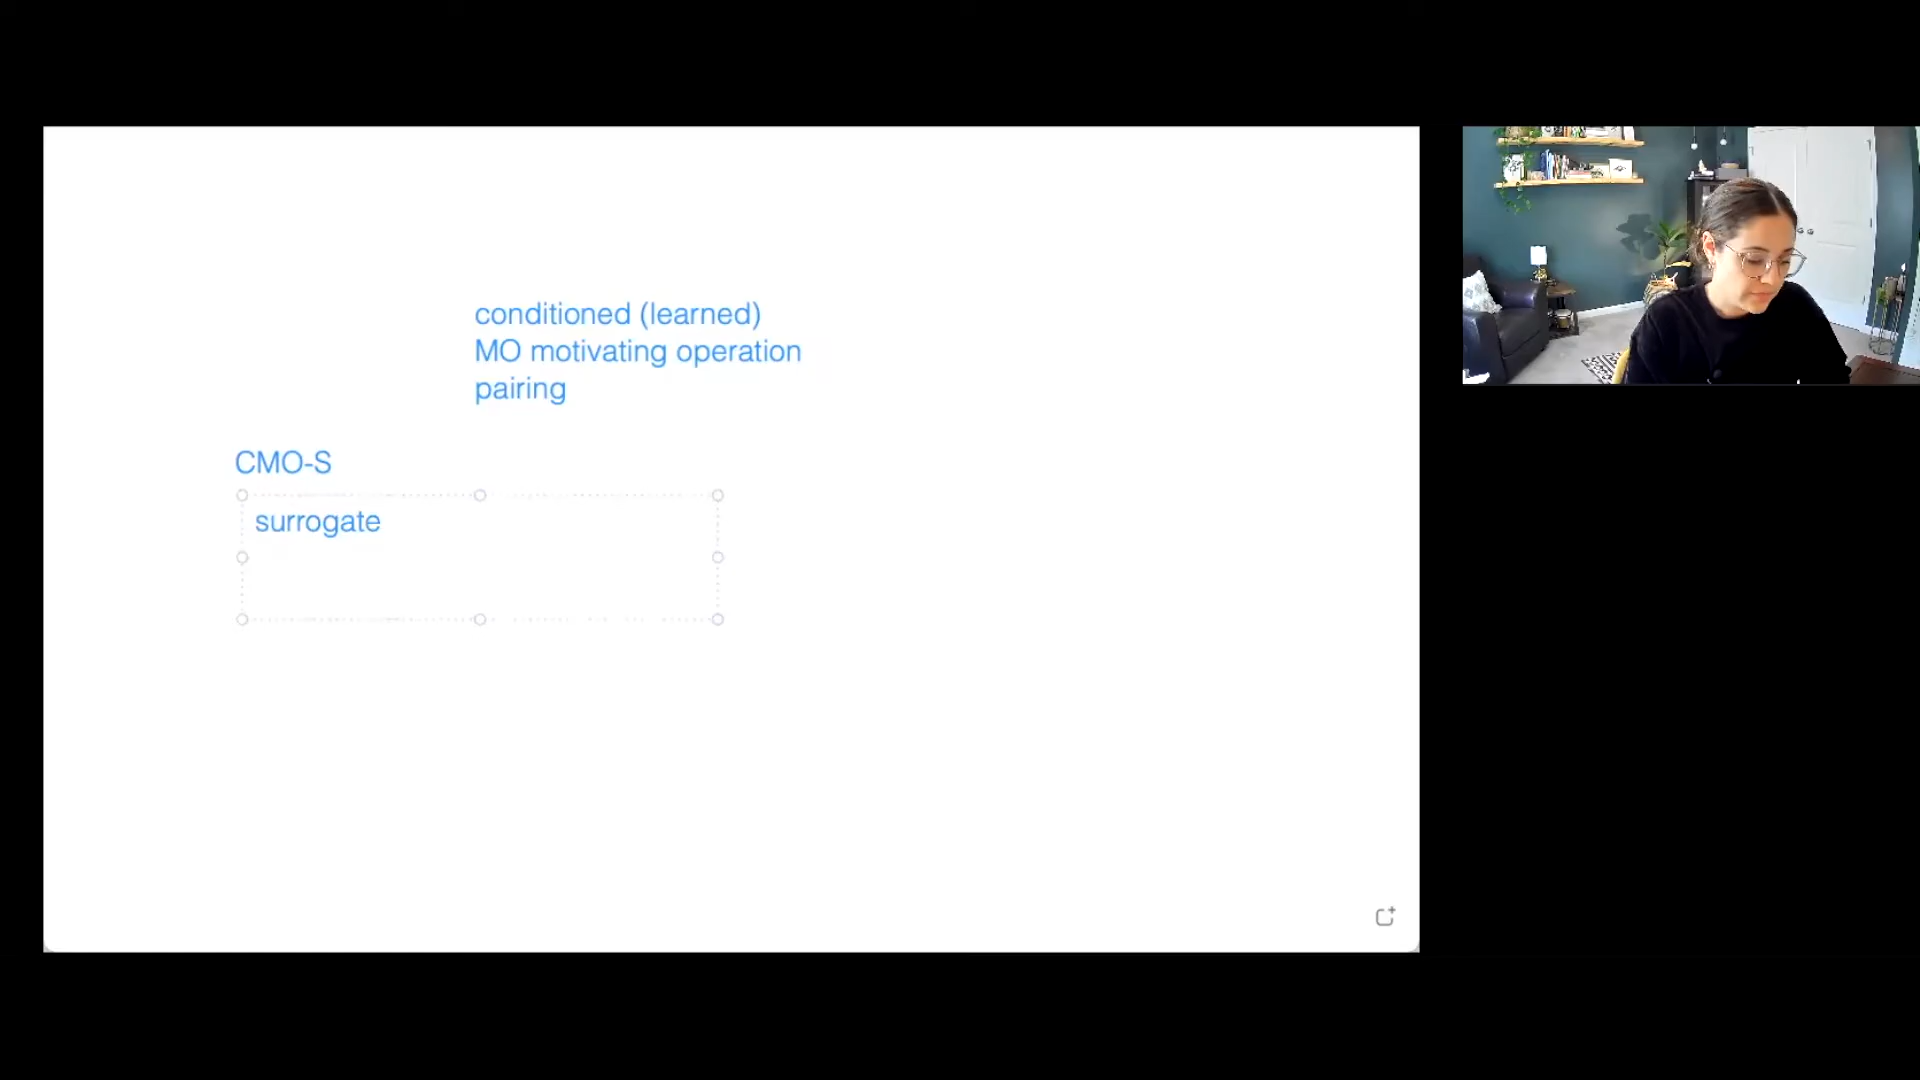 conditioned (learned)
MO motivating operation
pairing
CMO-S
surrogate